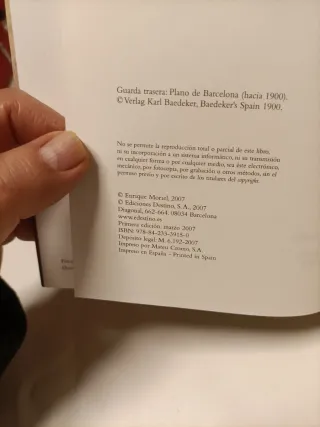 Guarda trasera: Plano de Barcelona (hacia 1900).
© Verlag Karl Baedeker, Baedeker's Spain 1900.
No se permite la reproducción total o parcial de este libro,
ni su incorporación a un sistema informático, ni su transmisión
en cualquier forma o por cualquier medio, sea éste electrónico,
mecánico, por fotocopia, por grabación u otros métodos, sin el
permiso previo y por escrito de los titulares del copyright.
© Enrique Moriel, 2007
© Ediciones Destino, S.A., 2007
Diagonal, 662-664. 08034 Barcelona
www.edestino.es
Primera edición: marzo 2007
ISBN: 978-84-233-3915-0
Depósito legal: M. 6.192-2007
Impreso por Mateu Cromo, S.A.
Impreso en España - Printed in Spain